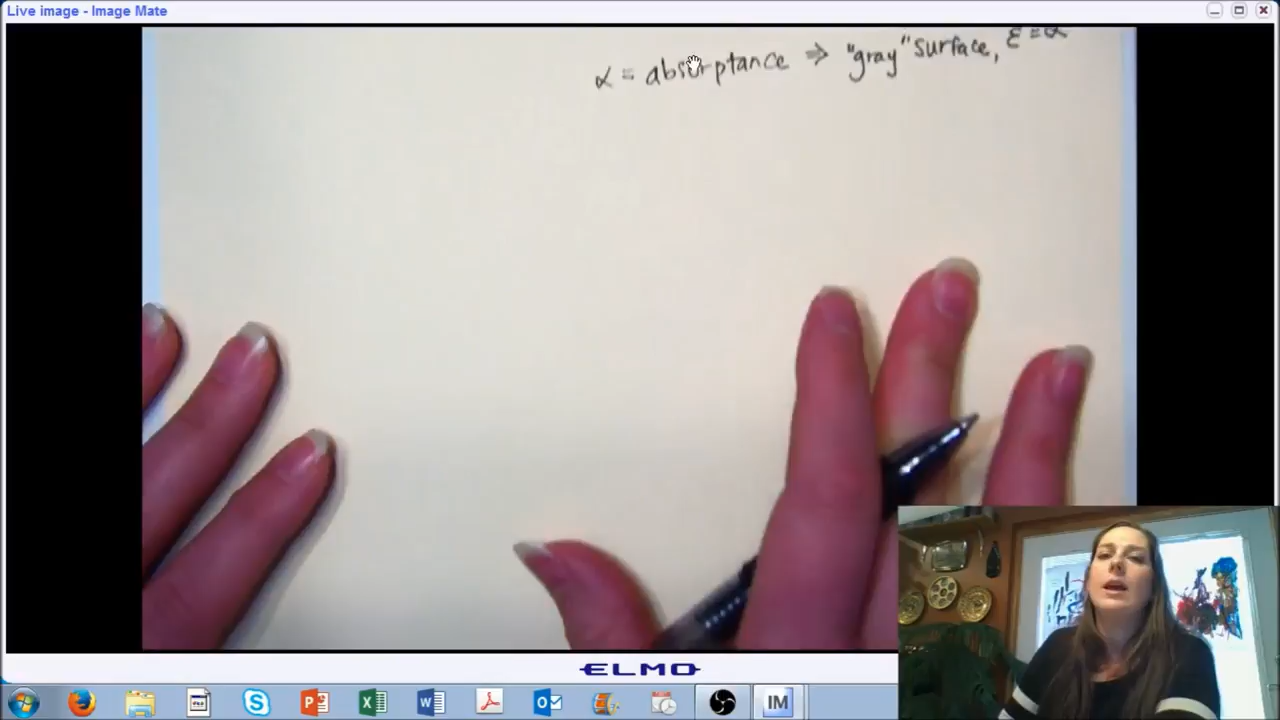 Live image - Image Mate
α = absorptance ⇒ "gray" surface, ε = α
ELMO
IM